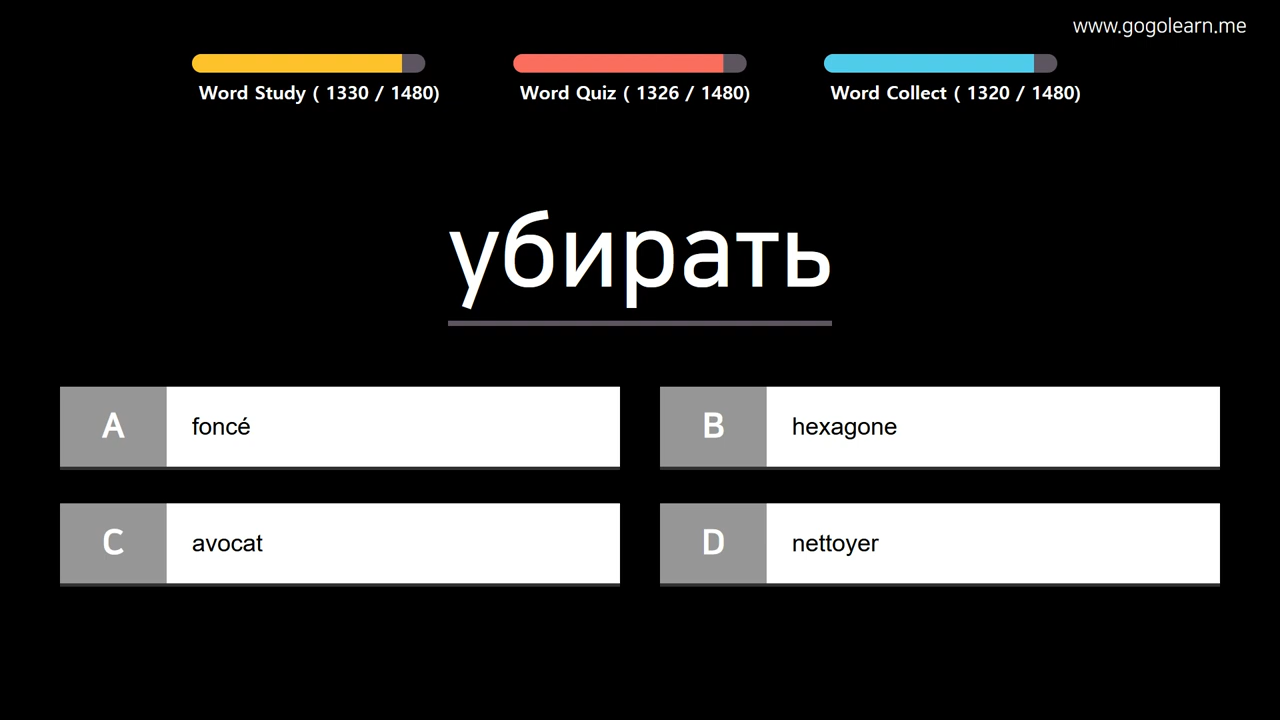 www.gogolearn.me
Word Study ( 1330 / 1480)
Word Quiz ( 1326 / 1480)
Word Collect ( 1320 / 1480)
убирать
A foncé
B hexagone
C avocat
D nettoyer